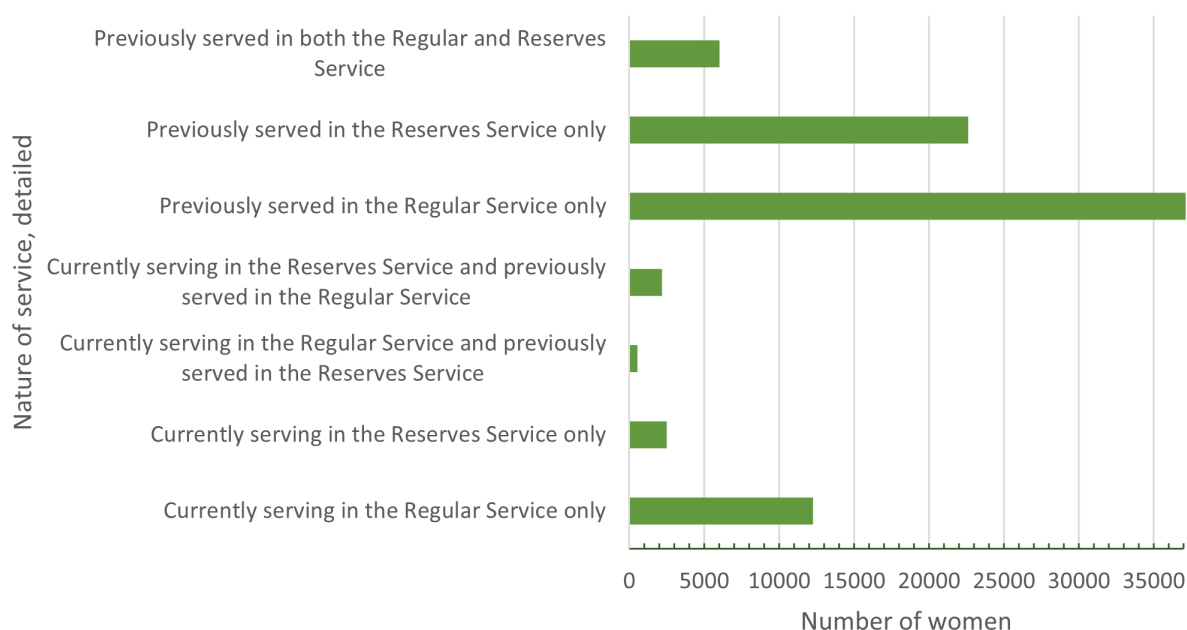 Previously served in both the Regular and Reserves
Service
Previously served in the Reserves Service only
Previously served in the Regular Service only
Currently serving in the Reserves Service and previously
served in the Regular Service
Currently serving in the Regular Service and previously
served in the Reserves Service
Currently serving in the Reserves Service only
Currently serving in the Regular Service only
Nature of service, detailed
0 5000 10000 15000 20000 25000 30000 35000
Number of women